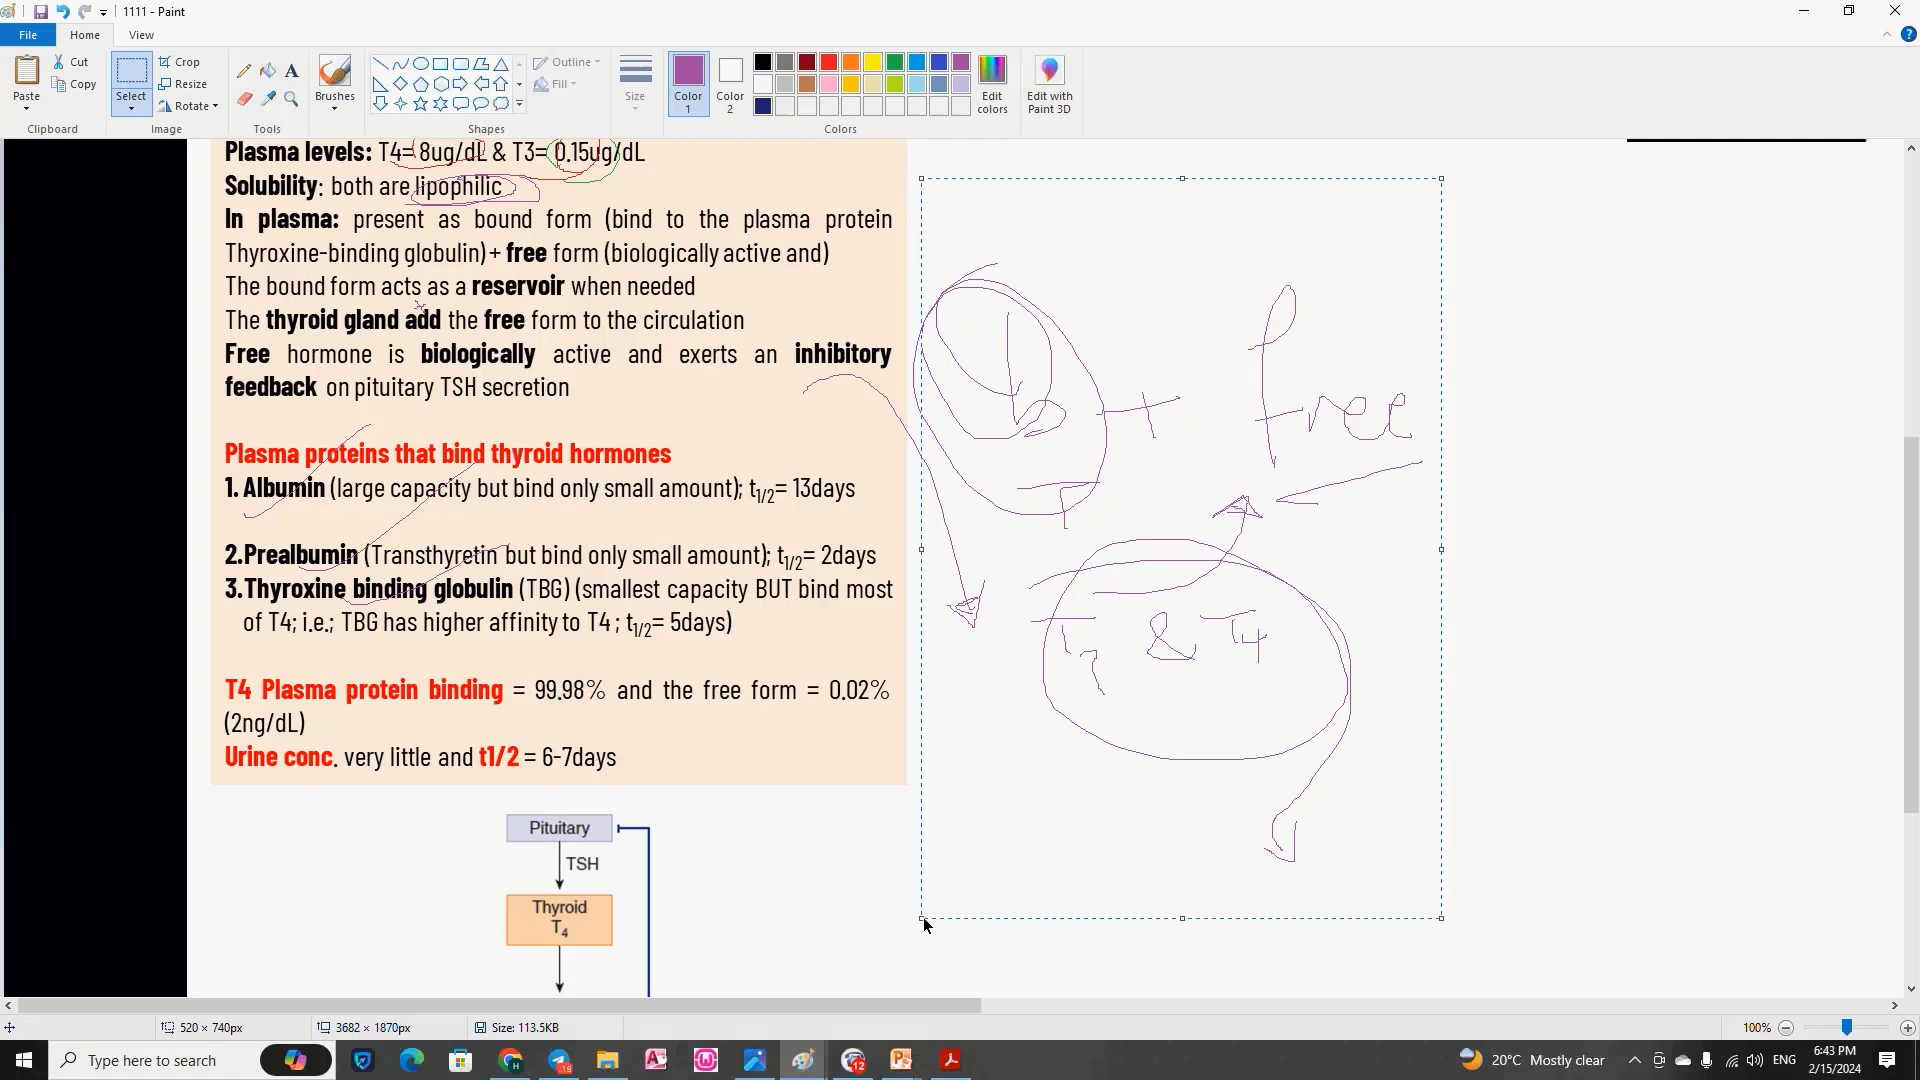 1111 - Paint
File Home View
Paste Cut Copy Clipboard
Select Crop Resize Rotate Image
Tools
Brushes
Shapes Outline Fill
Size
Color 1 Color 2 Edit colors Edit with Paint 3D Colors
Plasma levels: T4= 8ug/dL & T3= 0.15ug/dL
Solubility: both are lipophilic
In plasma: present as bound form (bind to the plasma protein
Thyroxine-binding globulin) + free form (biologically active and)
The bound form acts as a reservoir when needed
The thyroid gland add the free form to the circulation
Free hormone is biologically active and exerts an inhibitory
feedback on pituitary TSH secretion
Plasma proteins that bind thyroid hormones
1. Albumin (large capacity but bind only small amount); t1/2= 13days
2.Prealbumin (Transthyretin but bind only small amount); t1/2= 2days
3.Thyroxine binding globulin (TBG) (smallest capacity BUT bind most
of T4; i.e.; TBG has higher affinity to T4 ; t1/2= 5days)
T4 Plasma protein binding = 99.98% and the free form = 0.02%
(2ng/dL)
Urine conc. very little and t1/2 = 6-7days
Pituitary
TSH
Thyroid
T4
b + free
& T4
520 × 740px 3682 × 1870px Size: 113.5KB 100%
Type here to search
20°C Mostly clear ENG
6:43 PM
2/15/2024